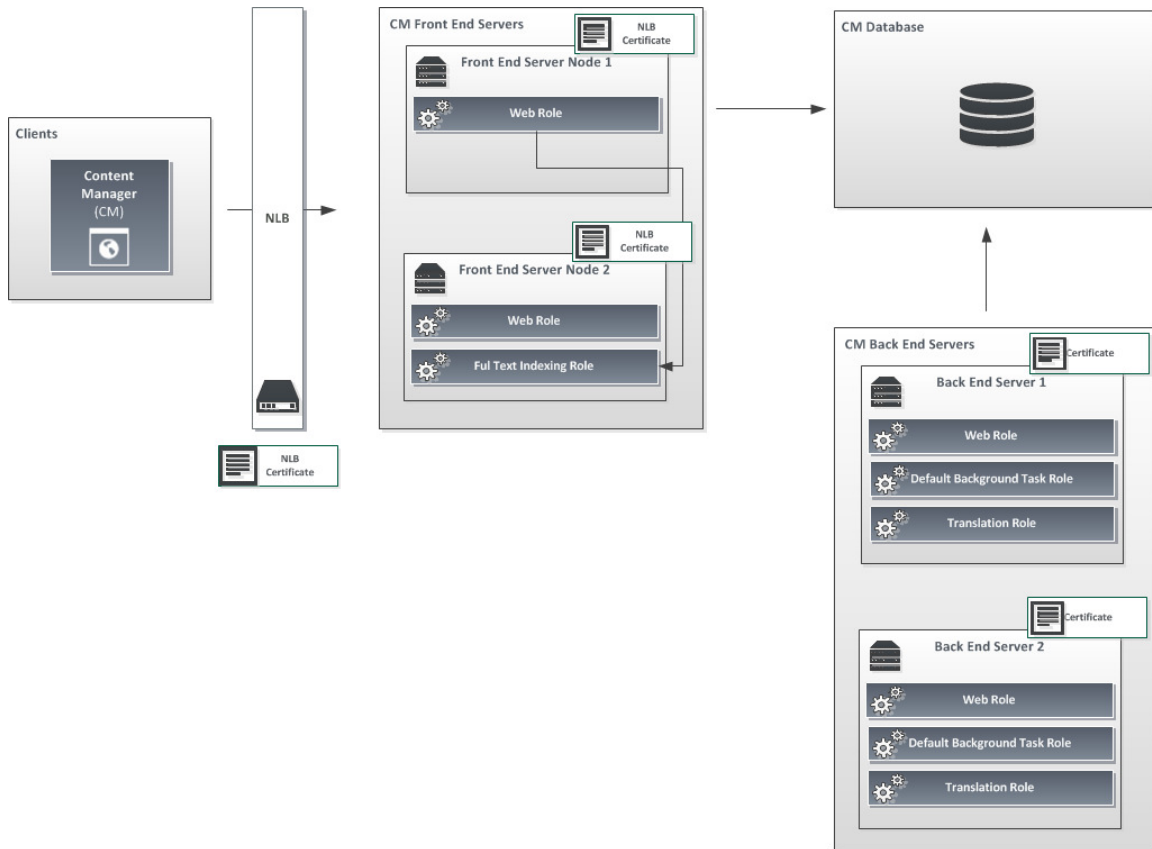 Clients
Content
Manager
(CM)
NLB
NLB
Certificate
CM Front End Servers
NLB
Certificate
Front End Server Node 1
Web Role
NLB
Certificate
Front End Server Node 2
Web Role
Ful Text Indexing Role
CM Database
CM Back End Servers
Certificate
Back End Server 1
Web Role
Default Background Task Role
Translation Role
Certificate
Back End Server 2
Web Role
Default Background Task Role
Translation Role